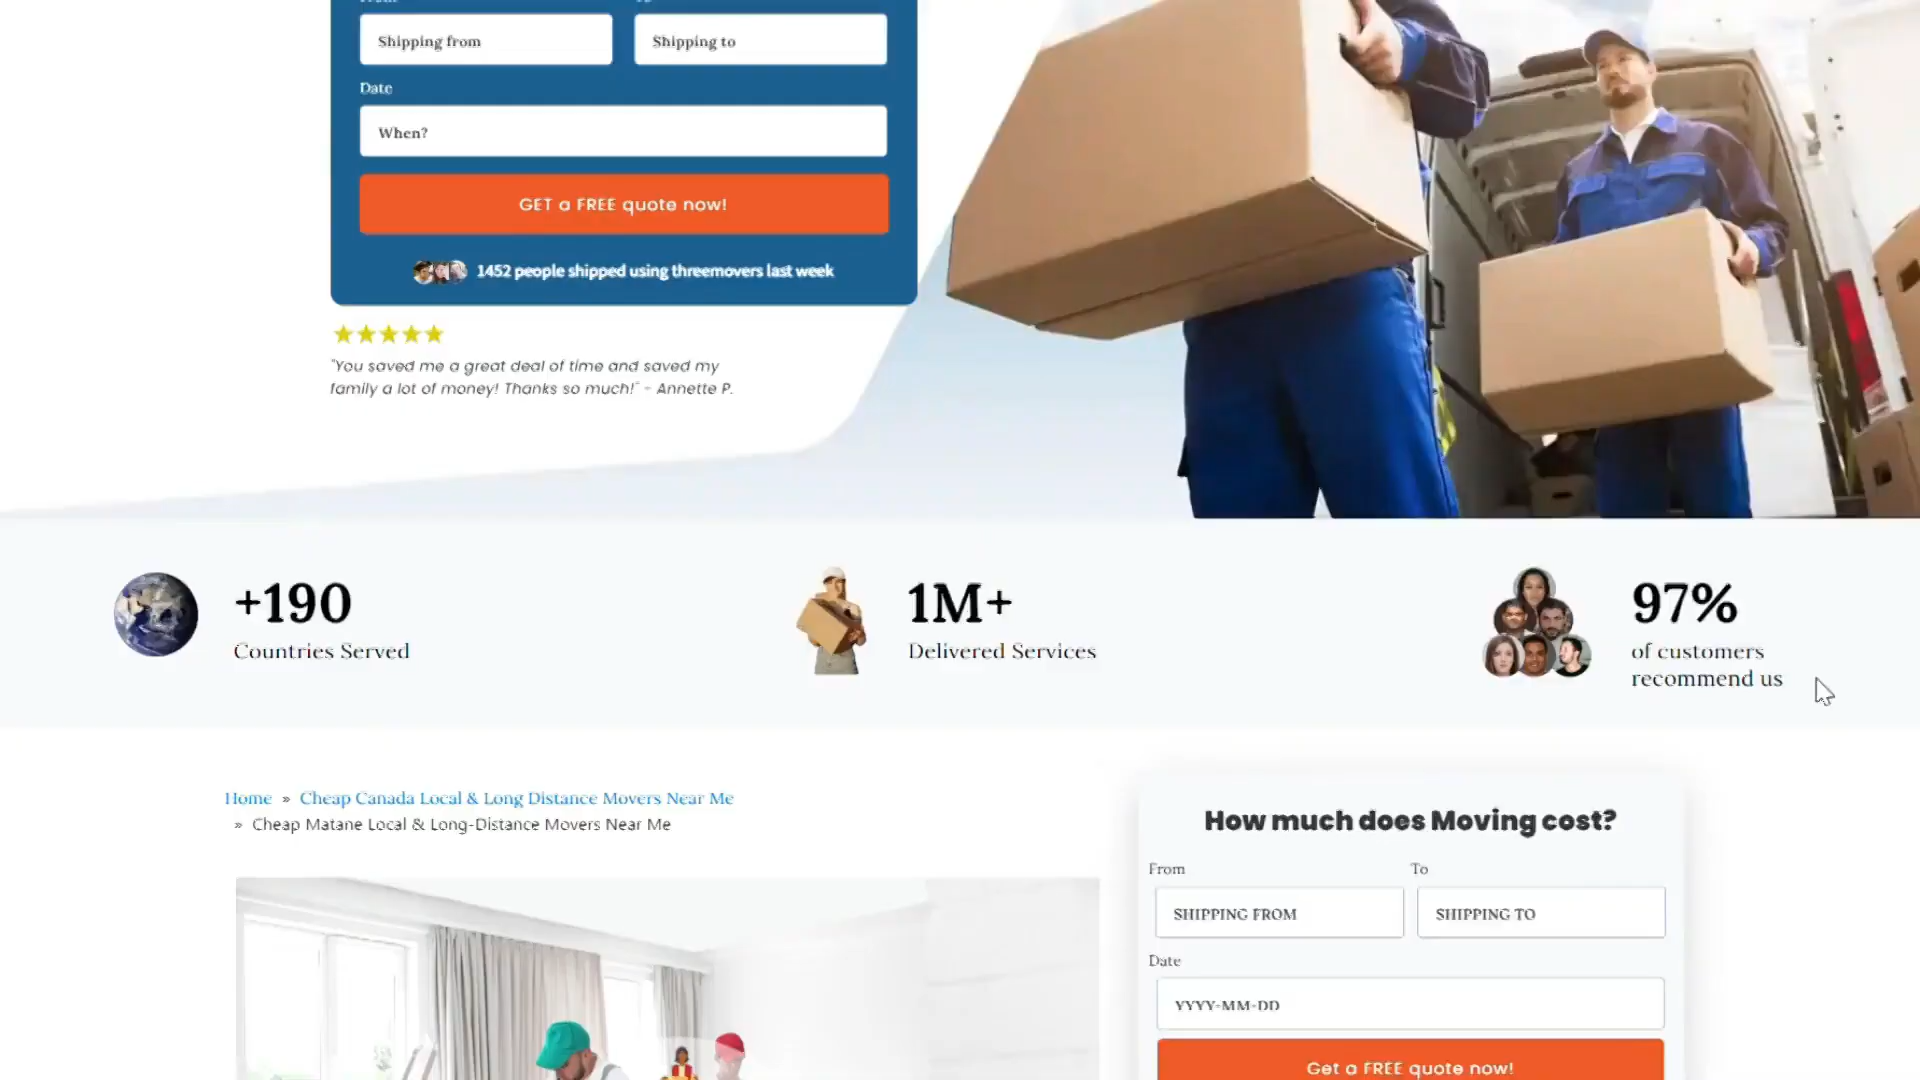 Shipping from
Shipping to
Date
When?
GET a FREE quote now!
1452 people shipped using threemovers last week
"You saved me a great deal of time and saved my
family a lot of money! Thanks so much!" - Annette P.
+190
Countries Served
1M+
Delivered Services
97%
of customers
recommend us
Home » Cheap Canada Local & Long Distance Movers Near Me
» Cheap Matane Local & Long-Distance Movers Near Me
How much does Moving cost?
From
To
SHIPPING FROM
SHIPPING TO
Date
YYYY-MM-DD
Get a FREE quote now!